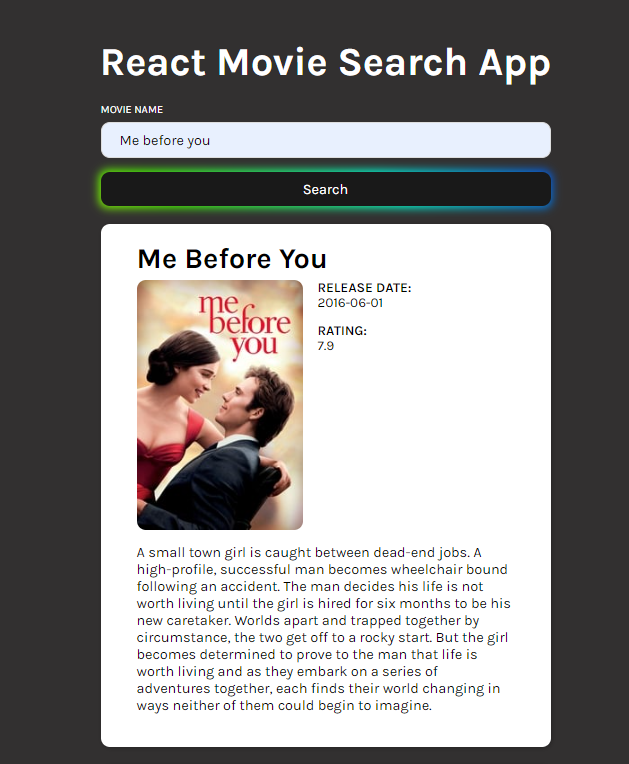 React Movie Search App
MOVIE NAME
Me before you
Search
Me Before You
me
before
you
RELEASE DATE:
2016-06-01
RATING:
7.9
A small town girl is caught between dead-end jobs. A
high-profile, successful man becomes wheelchair bound
following an accident. The man decides his life is not
worth living until the girl is hired for six months to be his
new caretaker. Worlds apart and trapped together by
circumstance, the two get off to a rocky start. But the girl
becomes determined to prove to the man that life is
worth living and as they embark on a series of
adventures together, each finds their world changing in
ways neither of them could begin to imagine.